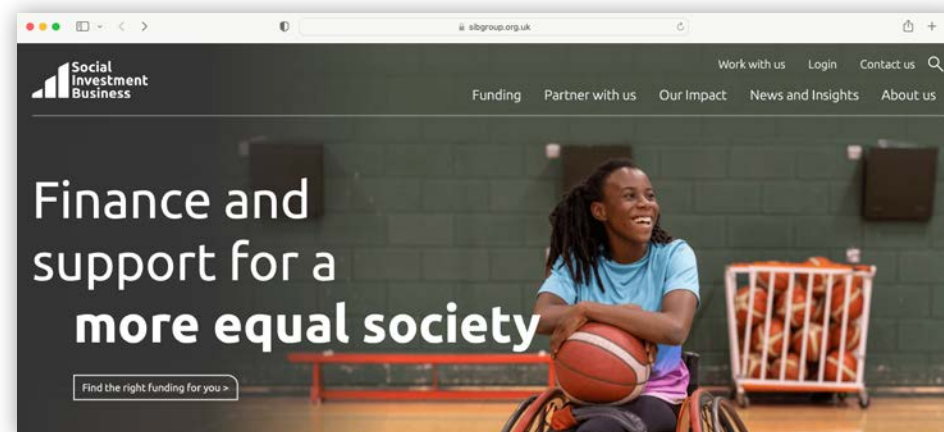 sibgroup.org.uk
Social
Investment
Business
Work with us Login Contact us
Funding Partner with us Our Impact News and Insights About us
Finance and
support for a
more equal society
Find the right funding for you >